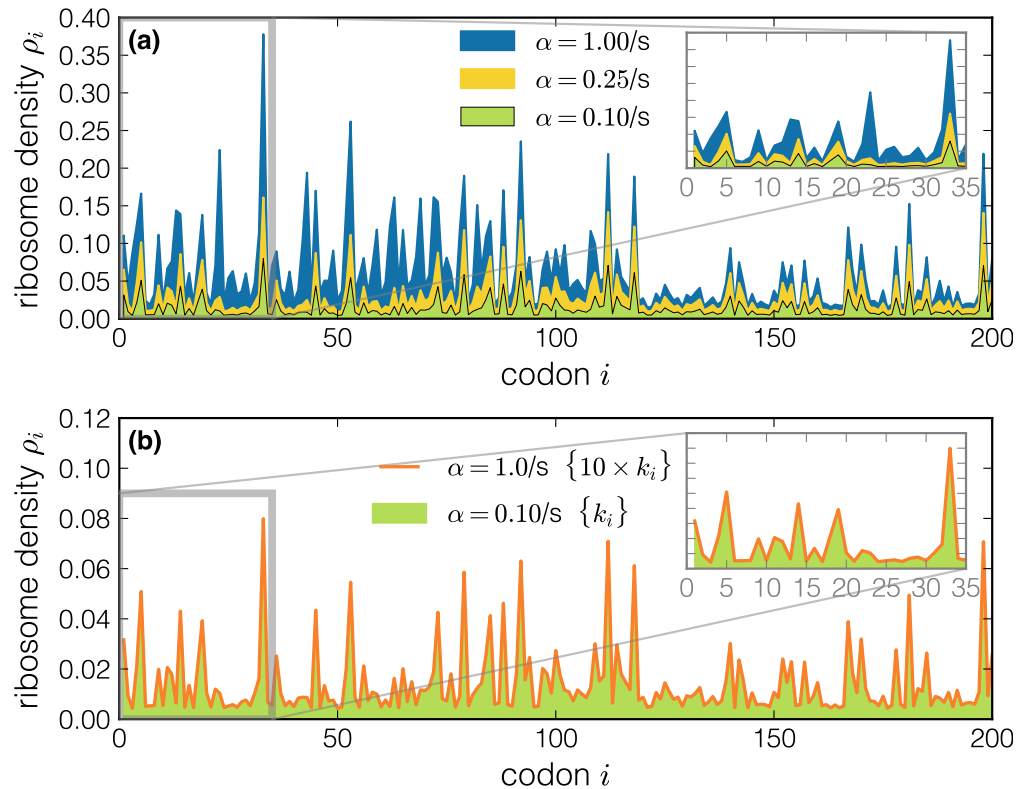 (a)
ribosome density ρᵢ
0.40
0.35
0.30
0.25
0.20
0.15
0.10
0.05
0.00
α = 1.00/s
α = 0.25/s
α = 0.10/s
0 5 10 15 20 25 30 35
0 50 100 150 200
codon i
(b)
ribosome density ρᵢ
0.12
0.10
0.08
0.06
0.04
0.02
0.00
α = 1.0/s {10 × kᵢ}
α = 0.10/s {kᵢ}
0 5 10 15 20 25 30 35
0 50 100 150 200
codon i